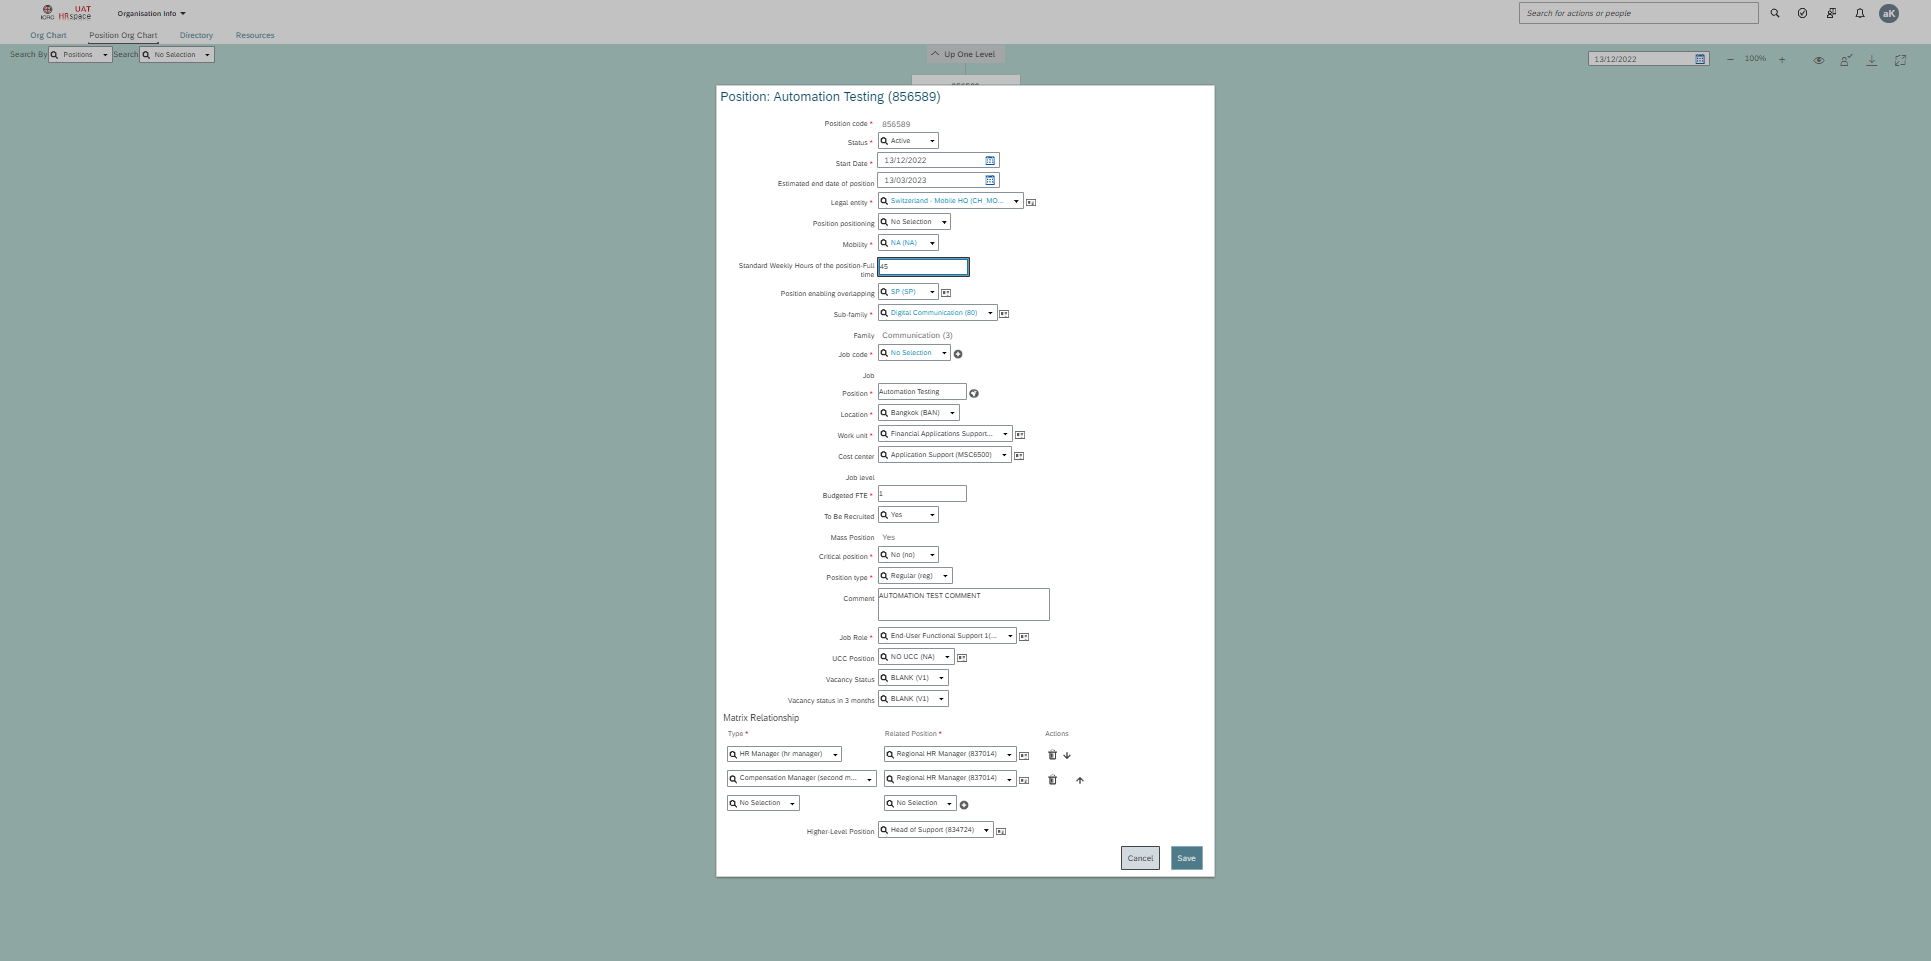 ICRC
UAT
HRspace
Organisation Info
Search for actions or people
aK
Org Chart
Position Org Chart
Directory
Resources
Search By
Positions
Search
No Selection
Up One Level
13/12/2022
100%
Position: Automation Testing (856589)
Position code * 856589
Status * Active
Start Date * 13/12/2022
Estimated end date of position 13/03/2023
Legal entity * Switzerland - Mobile HQ (CH_MO...
Position positioning No Selection
Mobility * NA (NA)
Standard Weekly Hours of the position-Full
time
45
Position enabling overlapping SP (SP)
Sub-family * Digital Communication (80)
Family Communication (3)
Job code * No Selection
Job
Position * Automation Testing
Location * Bangkok (BAN)
Work unit * Financial Applications Support...
Cost center Application Support (MSC6500)
Job level
Budgeted FTE * 1
To Be Recruited Yes
Mass Position Yes
Critical position * No (no)
Position type * Regular (reg)
Comment AUTOMATION TEST COMMENT
Job Role * End-User Functional Support 1(...
UCC Position NO UCC (NA)
Vacancy Status BLANK (V1)
Vacancy status in 3 months BLANK (V1)
Matrix Relationship
Type * Related Position * Actions
HR Manager (hr manager) Regional HR Manager (837014)
Compensation Manager (second m... Regional HR Manager (837014)
No Selection No Selection
Higher-Level Position Head of Support (834724)
Cancel Save